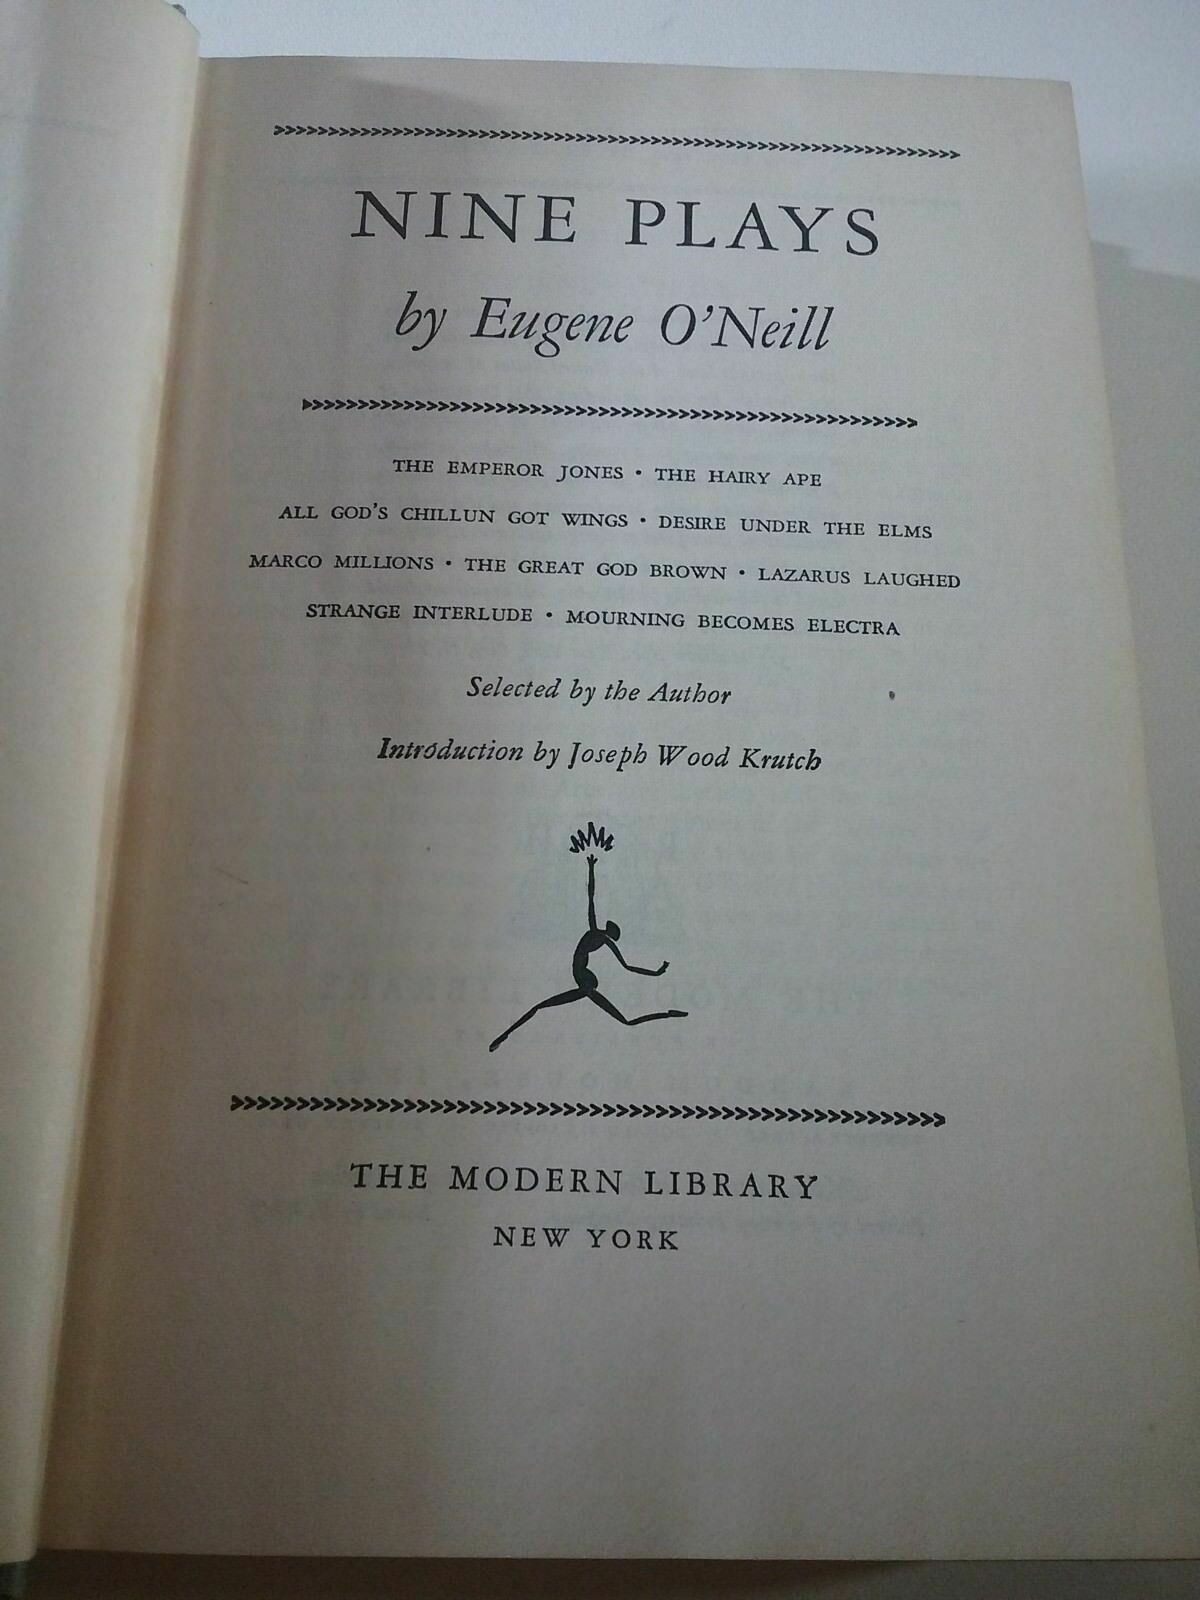 NINE PLAYS
by Eugene O'Neill
THE EMPEROR JONES • THE HAIRY APE
ALL GOD'S CHILLUN GOT WINGS • DESIRE UNDER THE ELMS
MARCO MILLIONS • THE GREAT GOD BROWN • LAZARUS LAUGHED
STRANGE INTERLUDE • MOURNING BECOMES ELECTRA
Selected by the Author
Introduction by Joseph Wood Krutch
THE MODERN LIBRARY
NEW YORK